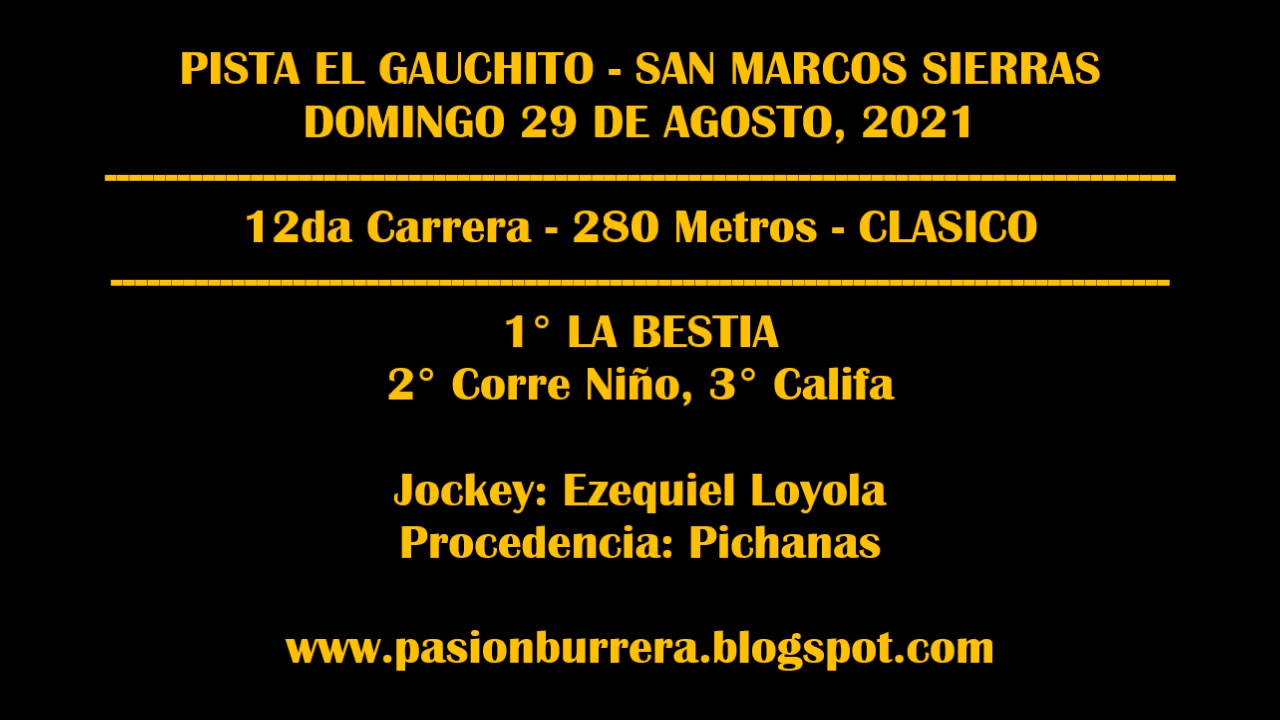 PISTA EL GAUCHITO - SAN MARCOS SIERRAS
DOMINGO 29 DE AGOSTO, 2021
12da Carrera - 280 Metros - CLASICO
1° LA BESTIA
2° Corre Niño, 3° Califa
Jockey: Ezequiel Loyola
Procedencia: Pichanas
www.pasionburrera.blogspot.com